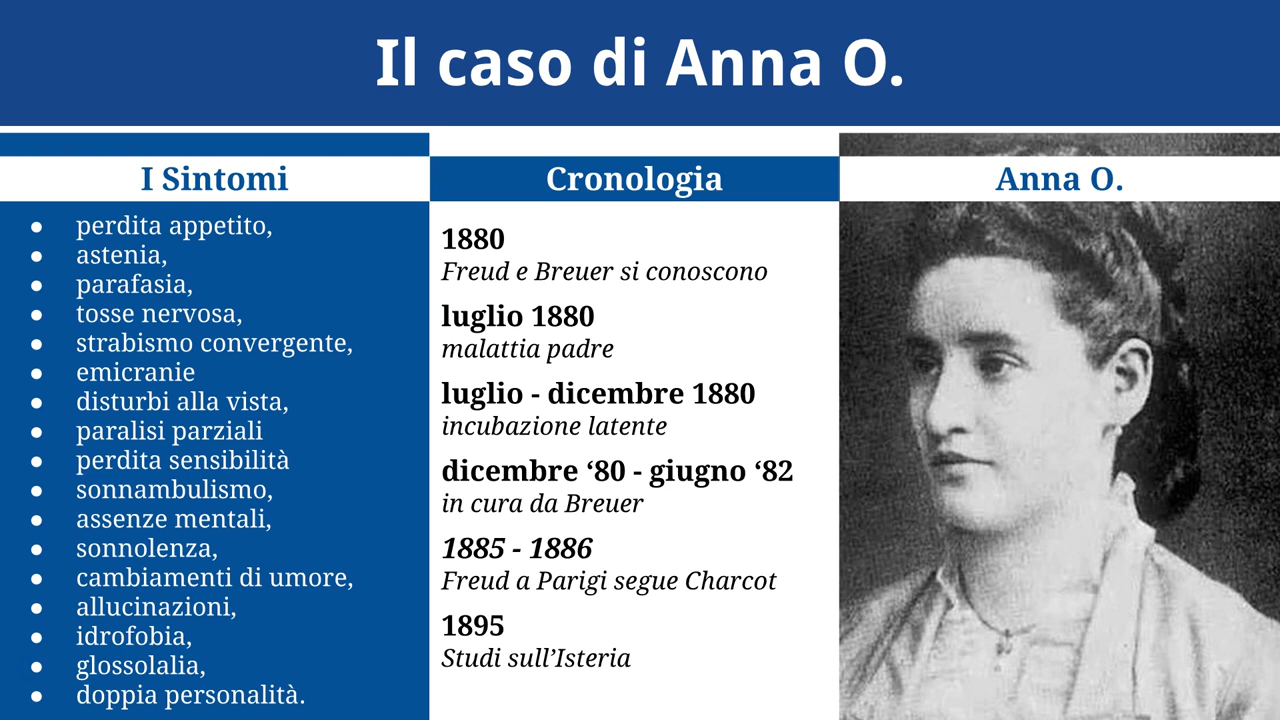 Il caso di Anna O.
I Sintomi
● perdita appetito,
● astenia,
● parafasia,
● tosse nervosa,
● strabismo convergente,
● emicranie
● disturbi alla vista,
● paralisi parziali
● perdita sensibilità
● sonnambulismo,
● assenze mentali,
● sonnolenza,
● cambiamenti di umore,
● allucinazioni,
● idrofobia,
● glossolalia,
● doppia personalità.
Cronologia
1880
Freud e Breuer si conoscono
luglio 1880
malattia padre
luglio - dicembre 1880
incubazione latente
dicembre ‘80 - giugno ‘82
in cura da Breuer
1885 - 1886
Freud a Parigi segue Charcot
1895
Studi sull’Isteria
Anna O.